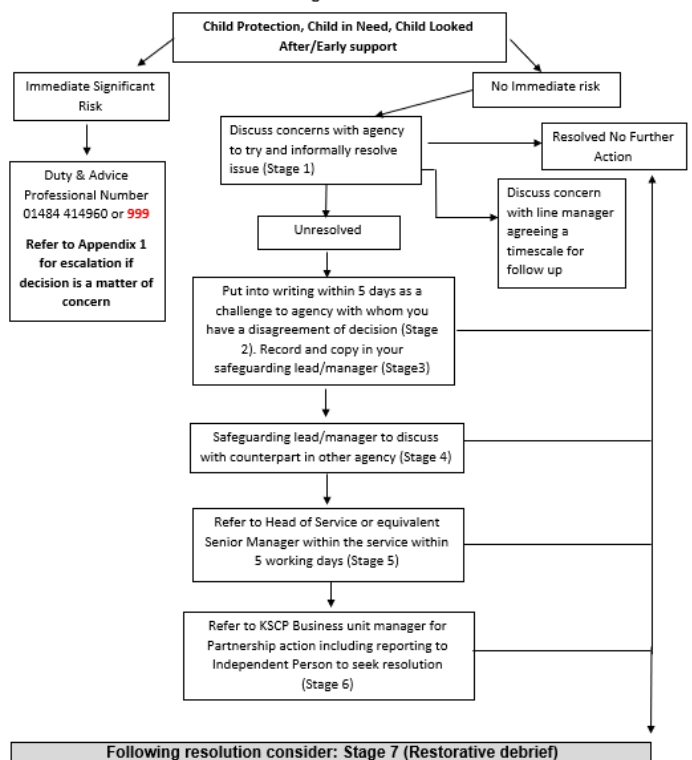 Child Protection, Child in Need, Child Looked
After/Early support
Immediate Significant
Risk
No Immediate risk
Discuss concerns with agency
to try and informally resolve
issue (Stage 1)
Resolved No Further
Action
Duty & Advice
Professional Number
01484 414960 or 999
Refer to Appendix 1
for escalation if
decision is a matter of
concern
Discuss concern
with line manager
agreeing a
timescale for
follow up
Unresolved
Put into writing within 5 days as a
challenge to agency with whom you
have a disagreement of decision (Stage
2). Record and copy in your
safeguarding lead/manager (Stage3)
Safeguarding lead/manager to discuss
with counterpart in other agency (Stage 4)
Refer to Head of Service or equivalent
Senior Manager within the service within
5 working days (Stage 5)
Refer to KSCP Business unit manager for
Partnership action including reporting to
Independent Person to seek resolution
(Stage 6)
Following resolution consider: Stage 7 (Restorative debrief)